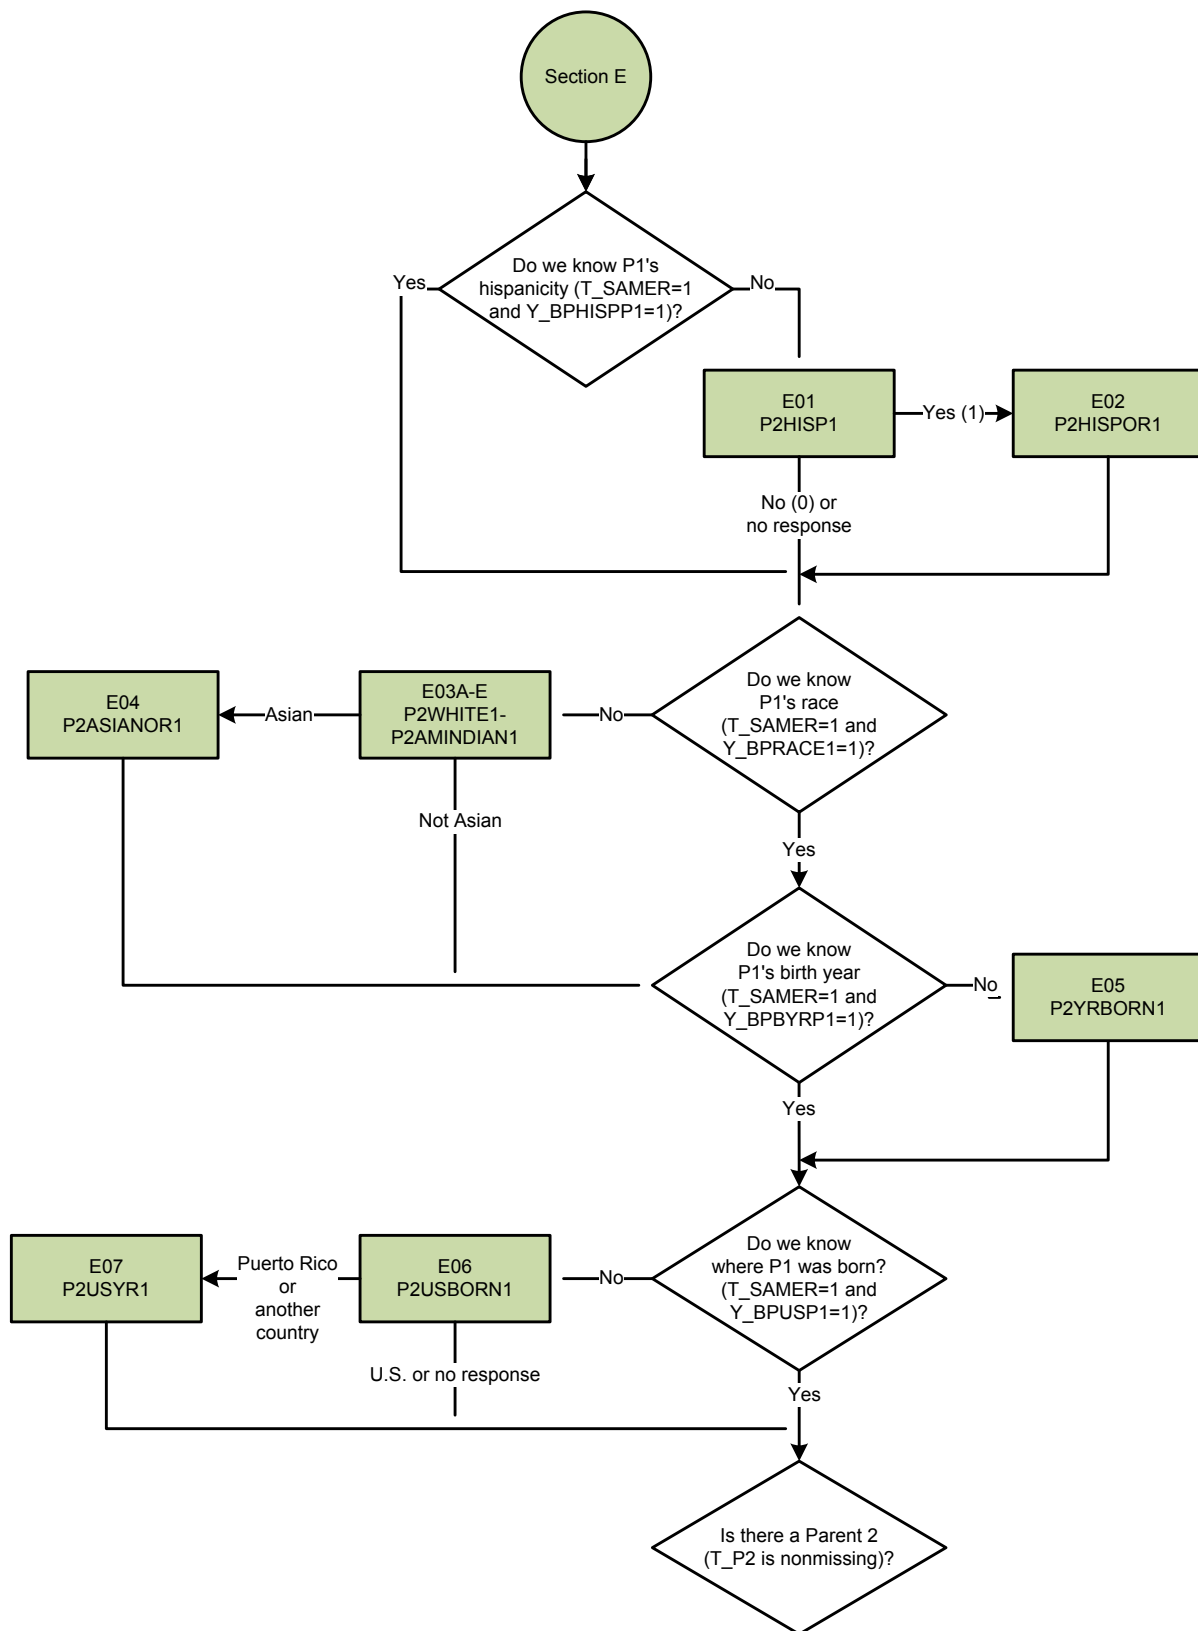 Section E
Do we know P1's
hispanicity (T_SAMER=1
and Y_BPHISPP1=1)?
Yes
No
E01
P2HISP1
Yes (1)
E02
P2HISPOR1
No (0) or
no response
Do we know
P1's race
(T_SAMER=1 and
Y_BPRACE1=1)?
No
E03A-E
P2WHITE1-
P2AMINDIAN1
Asian
E04
P2ASIANOR1
Not Asian
Yes
Do we know
P1's birth year
(T_SAMER=1 and
Y_BPBYRP1=1)?
No
E05
P2YRBORN1
Yes
Do we know
where P1 was born?
(T_SAMER=1 and
Y_BPUSP1=1)?
No
E06
P2USBORN1
Puerto Rico
or
another
country
E07
P2USYR1
U.S. or no response
Yes
Is there a Parent 2
(T_P2 is nonmissing)?